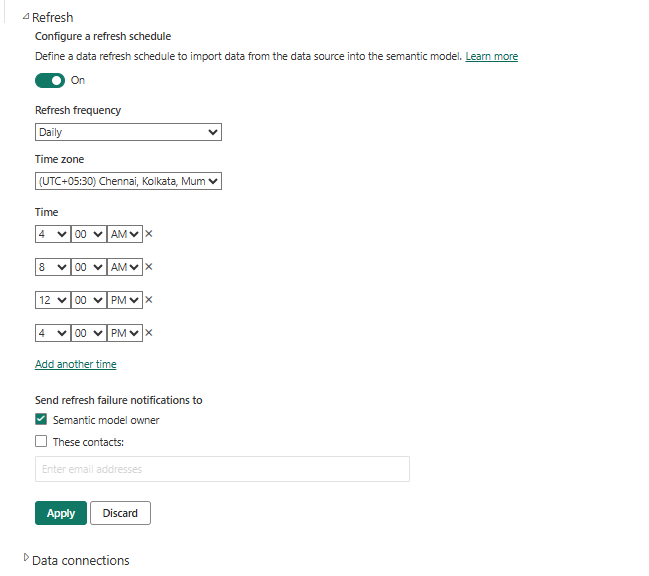 Refresh
Configure a refresh schedule
Define a data refresh schedule to import data from the data source into the semantic model. Learn more
On
Refresh frequency
Daily
Time zone
(UTC+05:30) Chennai, Kolkata, Mum
Time
4 00 AM
8 00 AM
12 00 PM
4 00 PM
Add another time
Send refresh failure notifications to
Semantic model owner
These contacts:
Enter email addresses
Apply Discard
Data connections